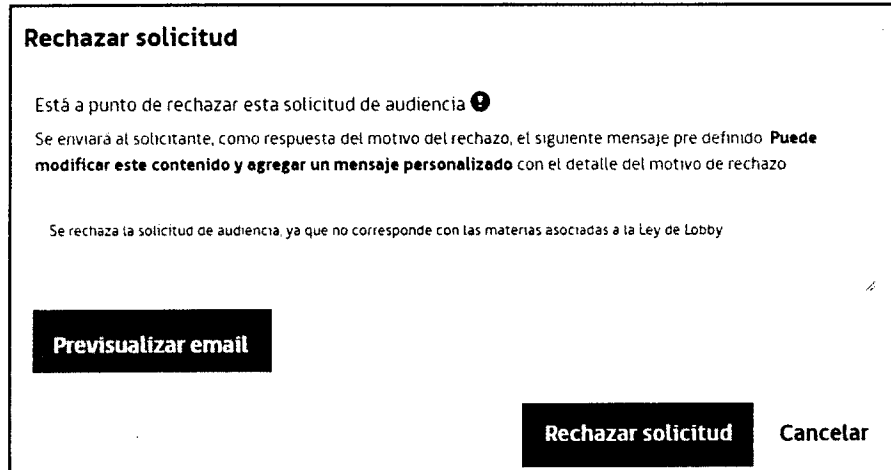 Rechazar solicitud
Está a punto de rechazar esta solicitud de audiencia
Se enviará al solicitante, como respuesta del motivo del rechazo, el siguiente mensaje pre definido Puede
modificar este contenido y agregar un mensaje personalizado con el detalle del motivo de rechazo
Se rechaza la solicitud de audiencia, ya que no corresponde con las materias asociadas a la Ley de Lobby
Previsualizar email
Rechazar solicitud Cancelar